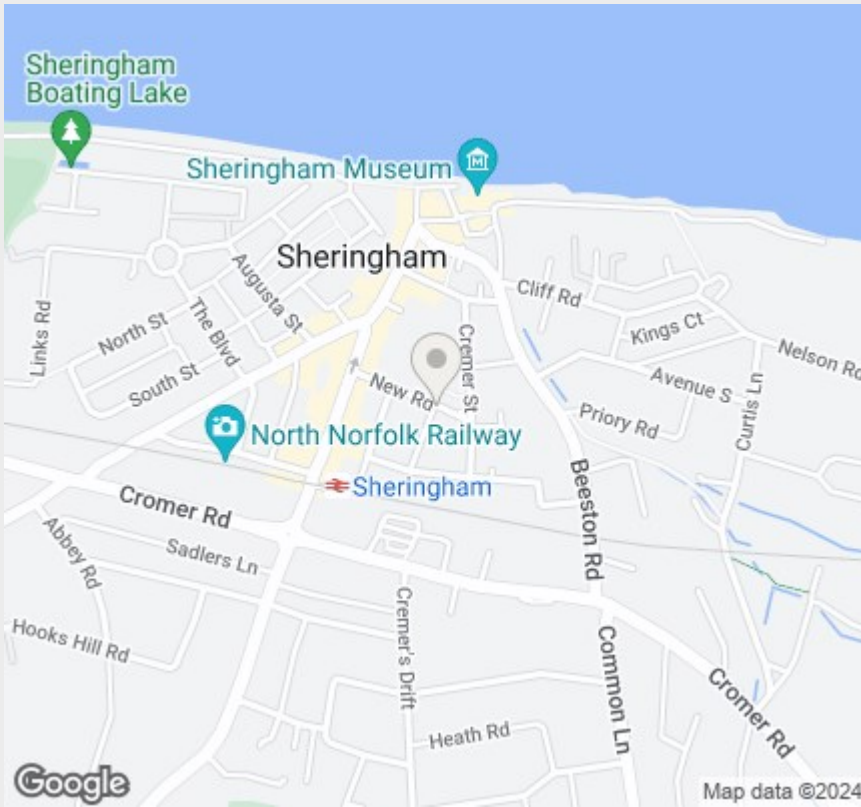 Sheringham
Boating Lake
Sheringham Museum
Sheringham
Augusta St
Cliff Rd
Links Rd
North St
The Blvd
Kings Ct
Cremer St
Nelson Rd
South St
Avenue S
New Rd
Curtis Ln
Priory Rd
North Norfolk Railway
Sheringham
Cromer Rd
Beeston Rd
Abbey Rd
Sadlers Ln
Cremer's Drift
Hooks Hill Rd
Common Ln
Cromer Rd
Heath Rd
Google
Map data ©2024